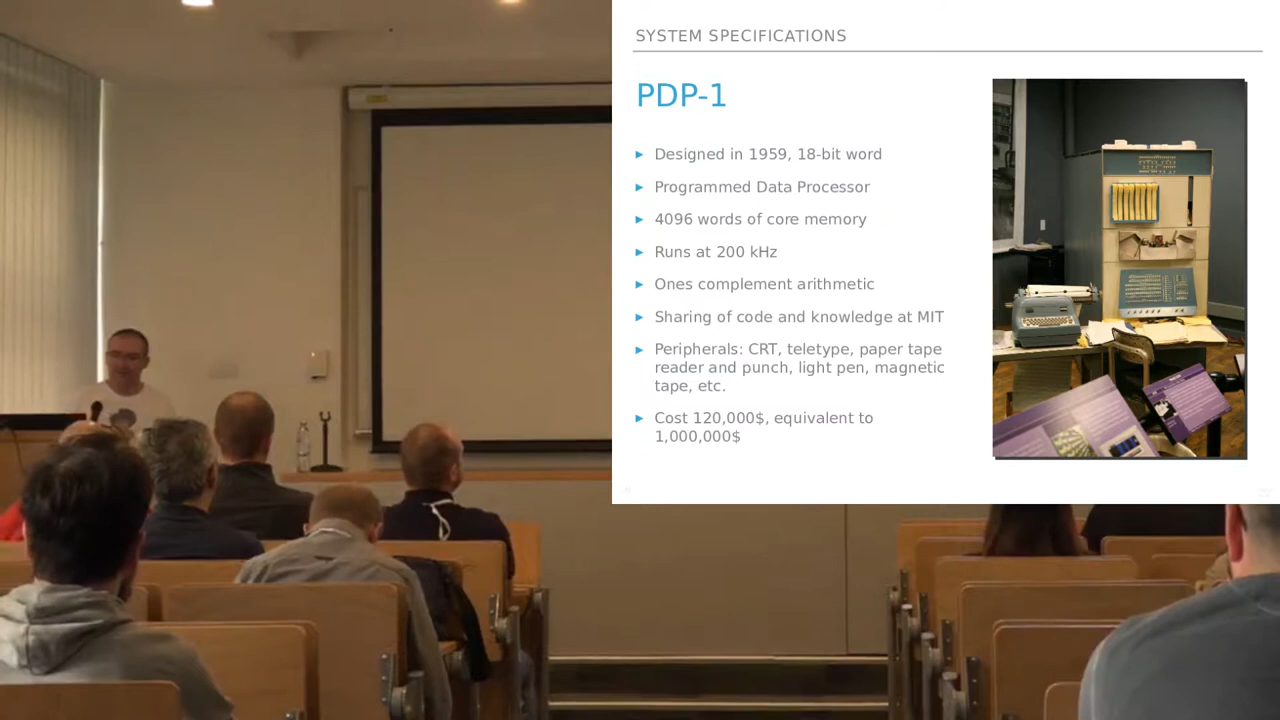 SYSTEM SPECIFICATIONS
PDP-1
Designed in 1959, 18-bit word
Programmed Data Processor
4096 words of core memory
Runs at 200 kHz
Ones complement arithmetic
Sharing of code and knowledge at MIT
Peripherals: CRT, teletype, paper tape
reader and punch, light pen, magnetic
tape, etc.
Cost 120,000$, equivalent to
1,000,000$